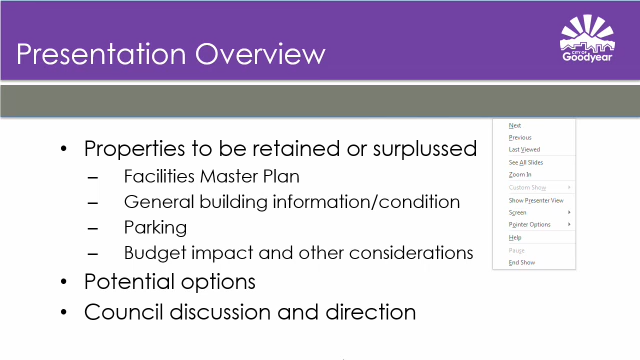 Presentation Overview
CITY OF
Goodyear
• Properties to be retained or surplussed
– Facilities Master Plan
– General building information/condition
– Parking
– Budget impact and other considerations
• Potential options
• Council discussion and direction
Next
Previous
Last Viewed
See All Slides
Zoom In
Custom Show
Show Presenter View
Screen
Pointer Options
Help
Pause
End Show